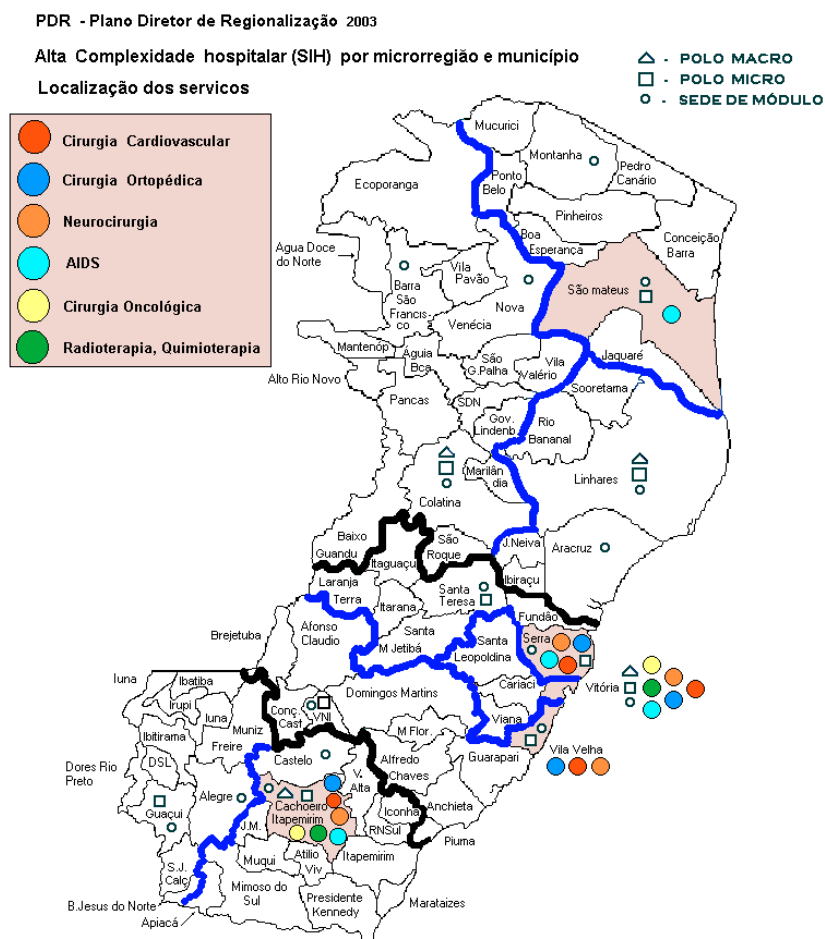 PDR - Plano Diretor de Regionalização 2003
Alta Complexidade hospitalar (SIH) por microrregião e município
Localização dos servicos
- POLO MACRO
- POLO MICRO
- SEDE DE MÓDULO
Cirurgia Cardiovascular
Cirurgia Ortopédica
Neurocirurgia
AIDS
Cirurgia Oncológica
Radioterapia, Quimioterapia
Mucurici
Montanha
Pedro
Canário
Ponto
Belo
Ecoporanga
Pinheiros
Boa
Esperança
Conceição
Barra
Agua Doce
do Norte
Vila
Pavão
Barra
São
Francis-
co
Nova
Venécia
São mateus
Mantenóp
Águia
Bca
São
G.Palha
Vila
Valério
Jaquaré
Alto Rio Novo
Pancas
Sooretama
SDN
Gov.
Lindenb.
Rio
Bananal
Marilân
dia
Linhares
Colatina
Baixo
Guandu
São
Roque
J.Neiva
Aracruz
Itaguaçu
Ibiraçu
Laranja
Terra
Itarana
Santa
Teresa
Fundão
Brejetuba
Afonso
Claudio
Santa
M Jetibá
Santa
Leopoldina
Serra
Iuna
Ibatiba
Irupi
Iuna
Muniz
Freire
Domingos Martins
Cariaci
Vitória
Conç.
Cast
VNI
Viana
Ibitirama
M Flor.
Guarapari
Vila Velha
Dores Rio
Preto
DSL
Castelo
Alfredo
Chaves
V.
Alta
Guaçui
Alegre
Cachoeiro
Itapemirim
Iconha
Anchieta
J.M.
RNSul
Piuma
S.J.
Calç
Muqui
Atilio
Viv
Itapemirim
B.Jesus do Norte
Apiacá
Mimoso do
Sul
Presidente
Kennedy
Marataizes